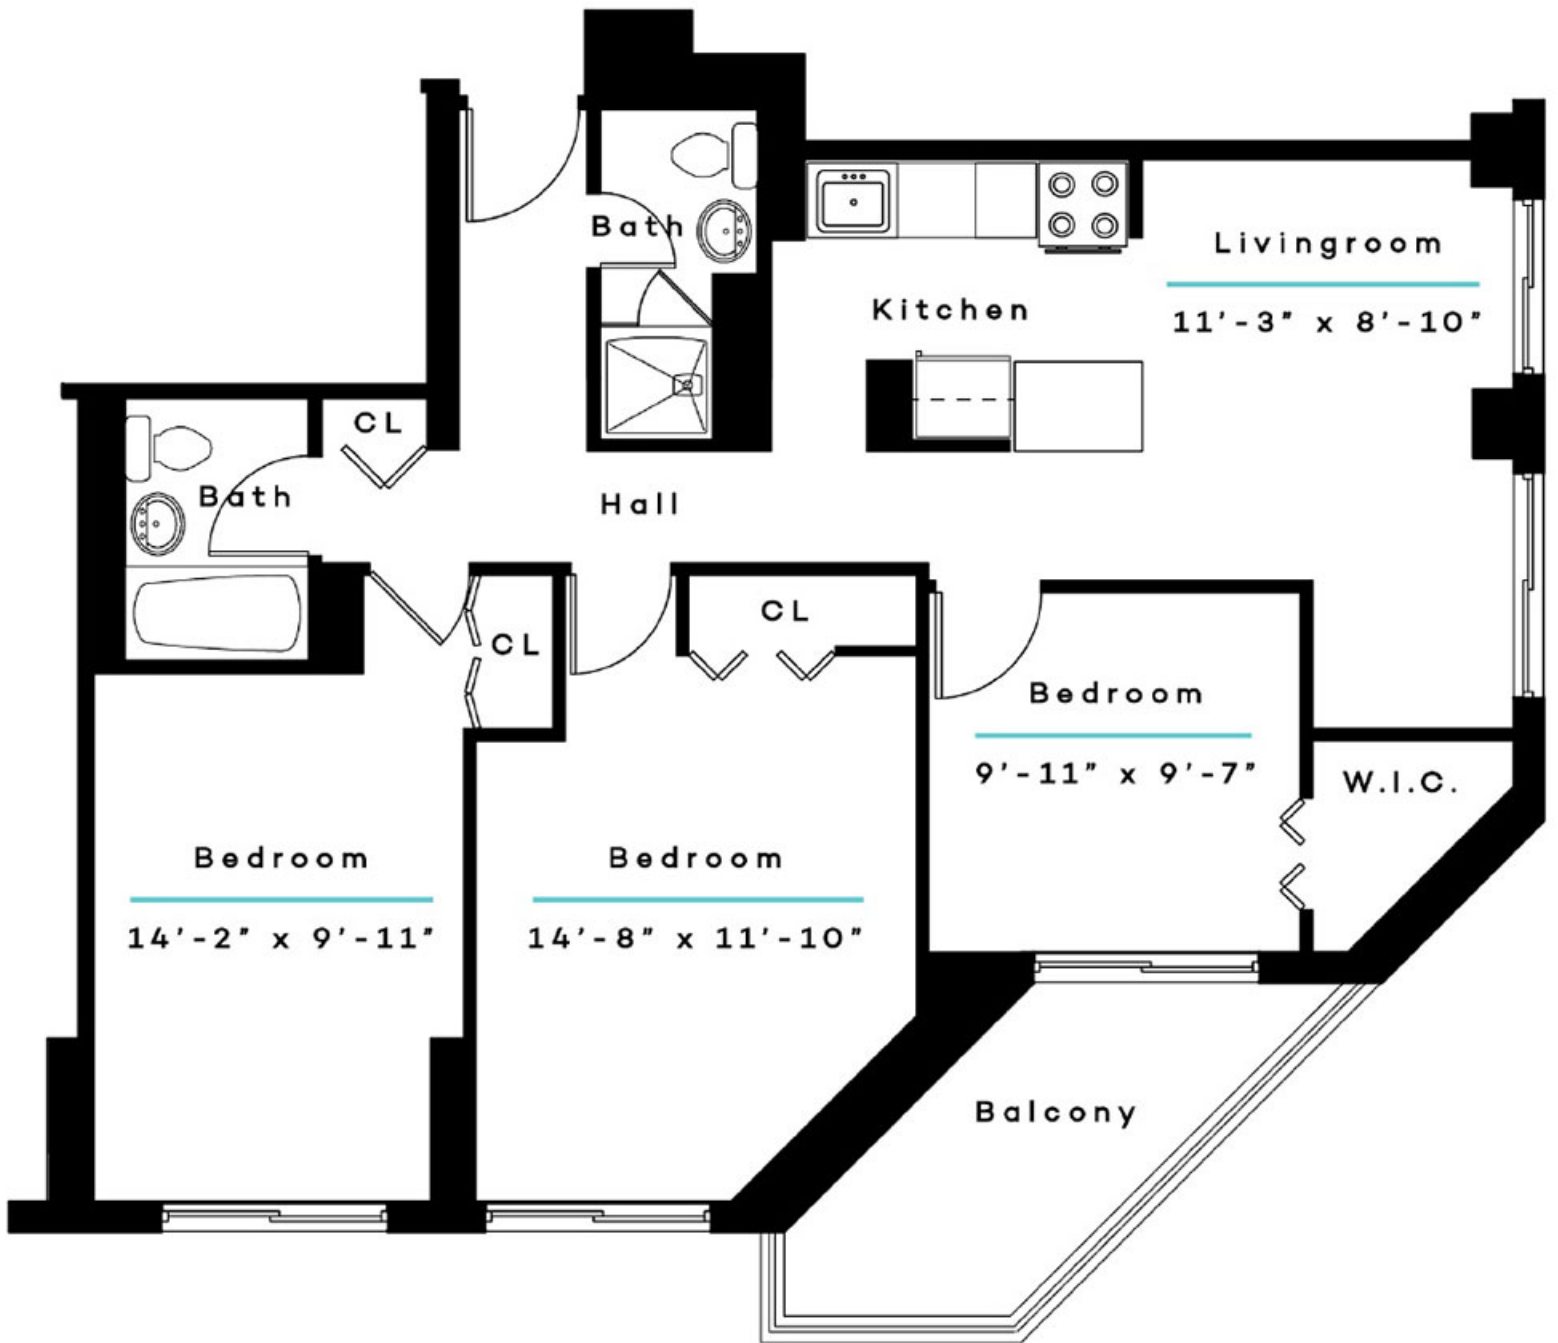 Bath
Livingroom
11'-3" x 8'-10"
Kitchen
CL
Bath
Hall
CL
CL
Bedroom
9'-11" x 9'-7"
W.I.C.
Bedroom
14'-2" x 9'-11"
Bedroom
14'-8" x 11'-10"
Balcony